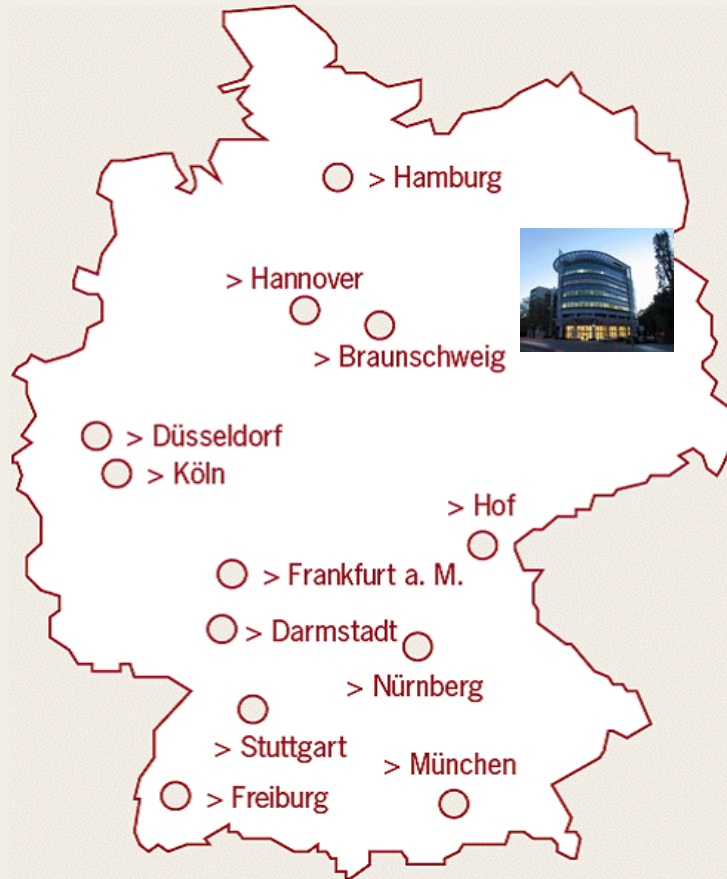 > Hamburg
> Hannover
> Braunschweig
> Düsseldorf
> Köln
> Hof
> Frankfurt a. M.
> Darmstadt
> Nürnberg
> Stuttgart
> München
> Freiburg